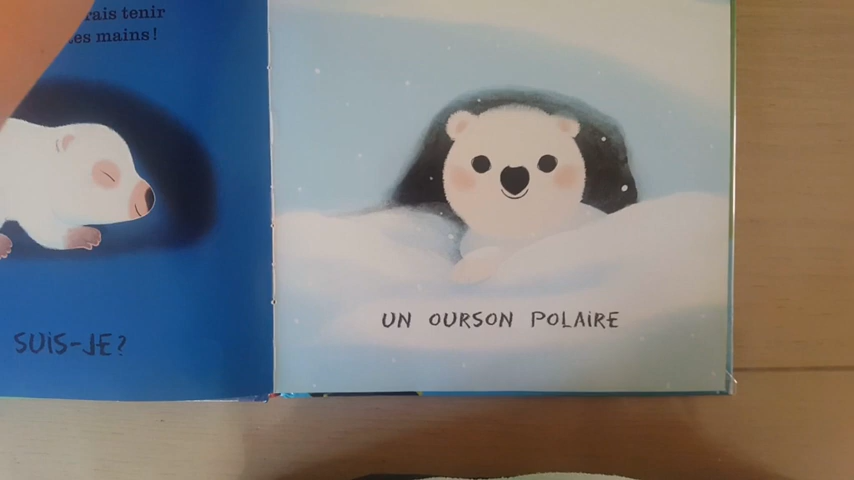 rais tenir
es mains !
SUIS-JE ?
UN OURSON POLAIRE